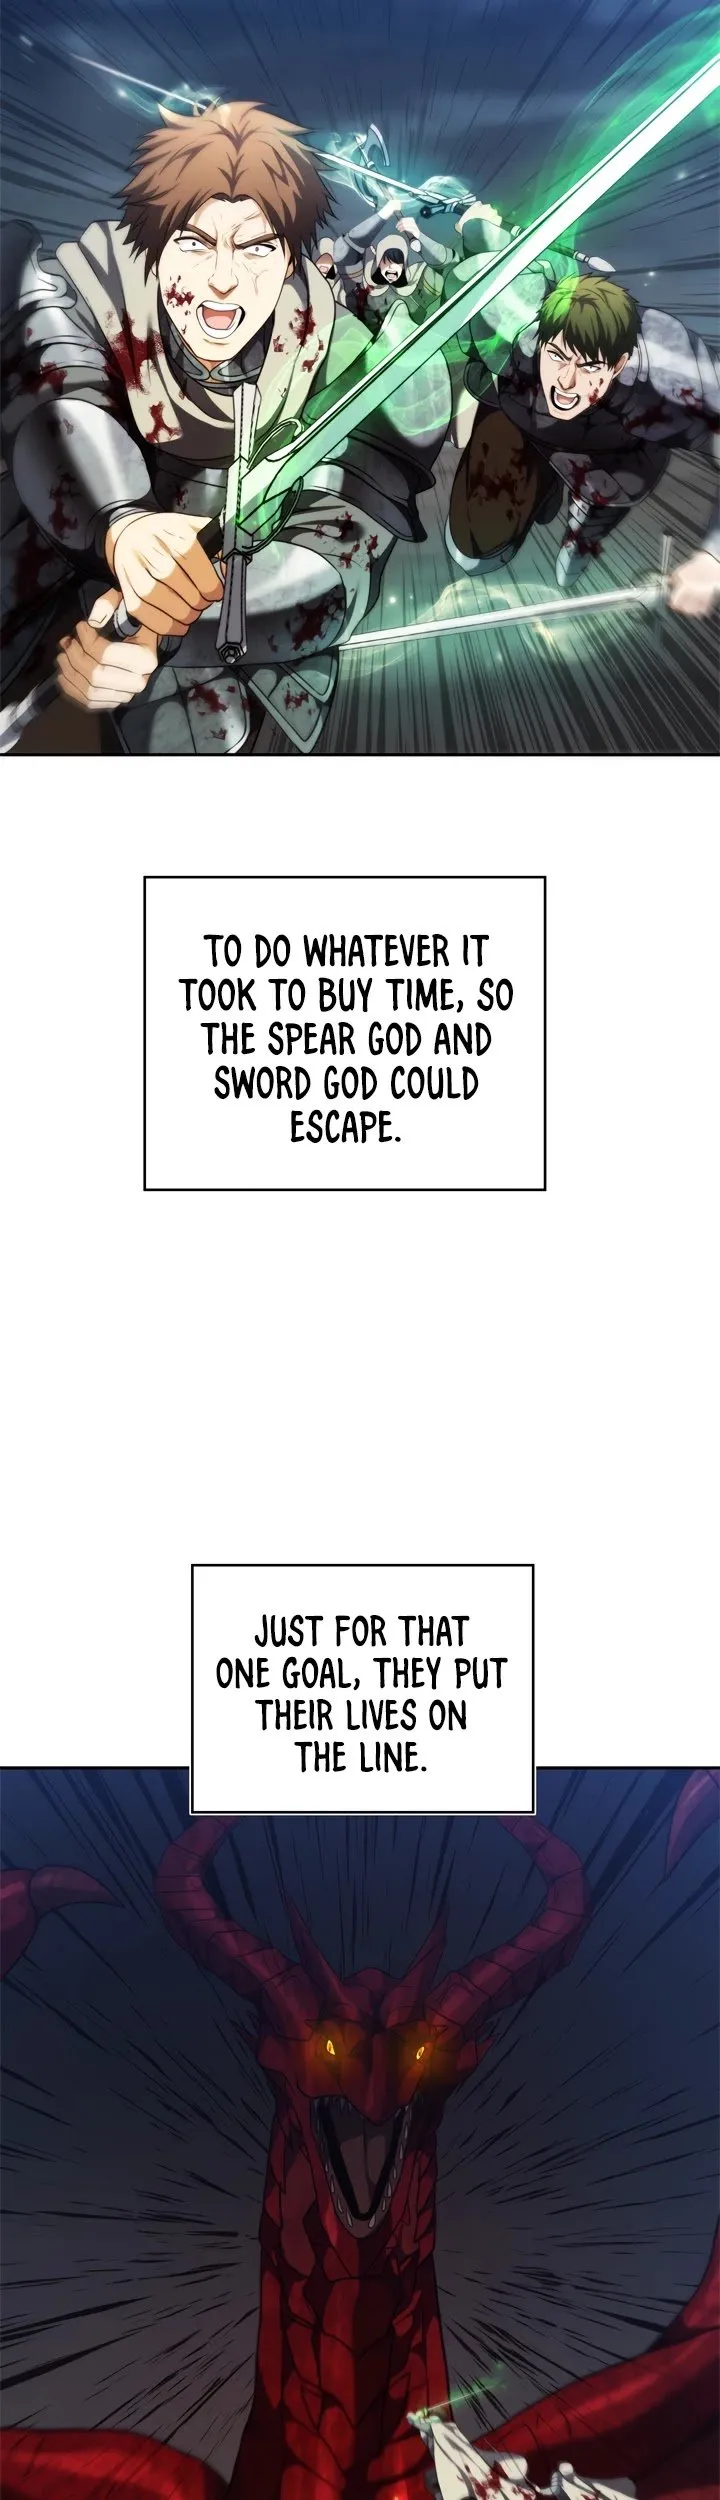 TO DO WHATEVER IT
TOOK TO BUY TIME, SO
THE SPEAR GOD AND
SWORD GOD COULD
ESCAPE.
JUST FOR THAT
ONE GOAL, THEY PUT
THEIR LIVES ON
THE LINE.